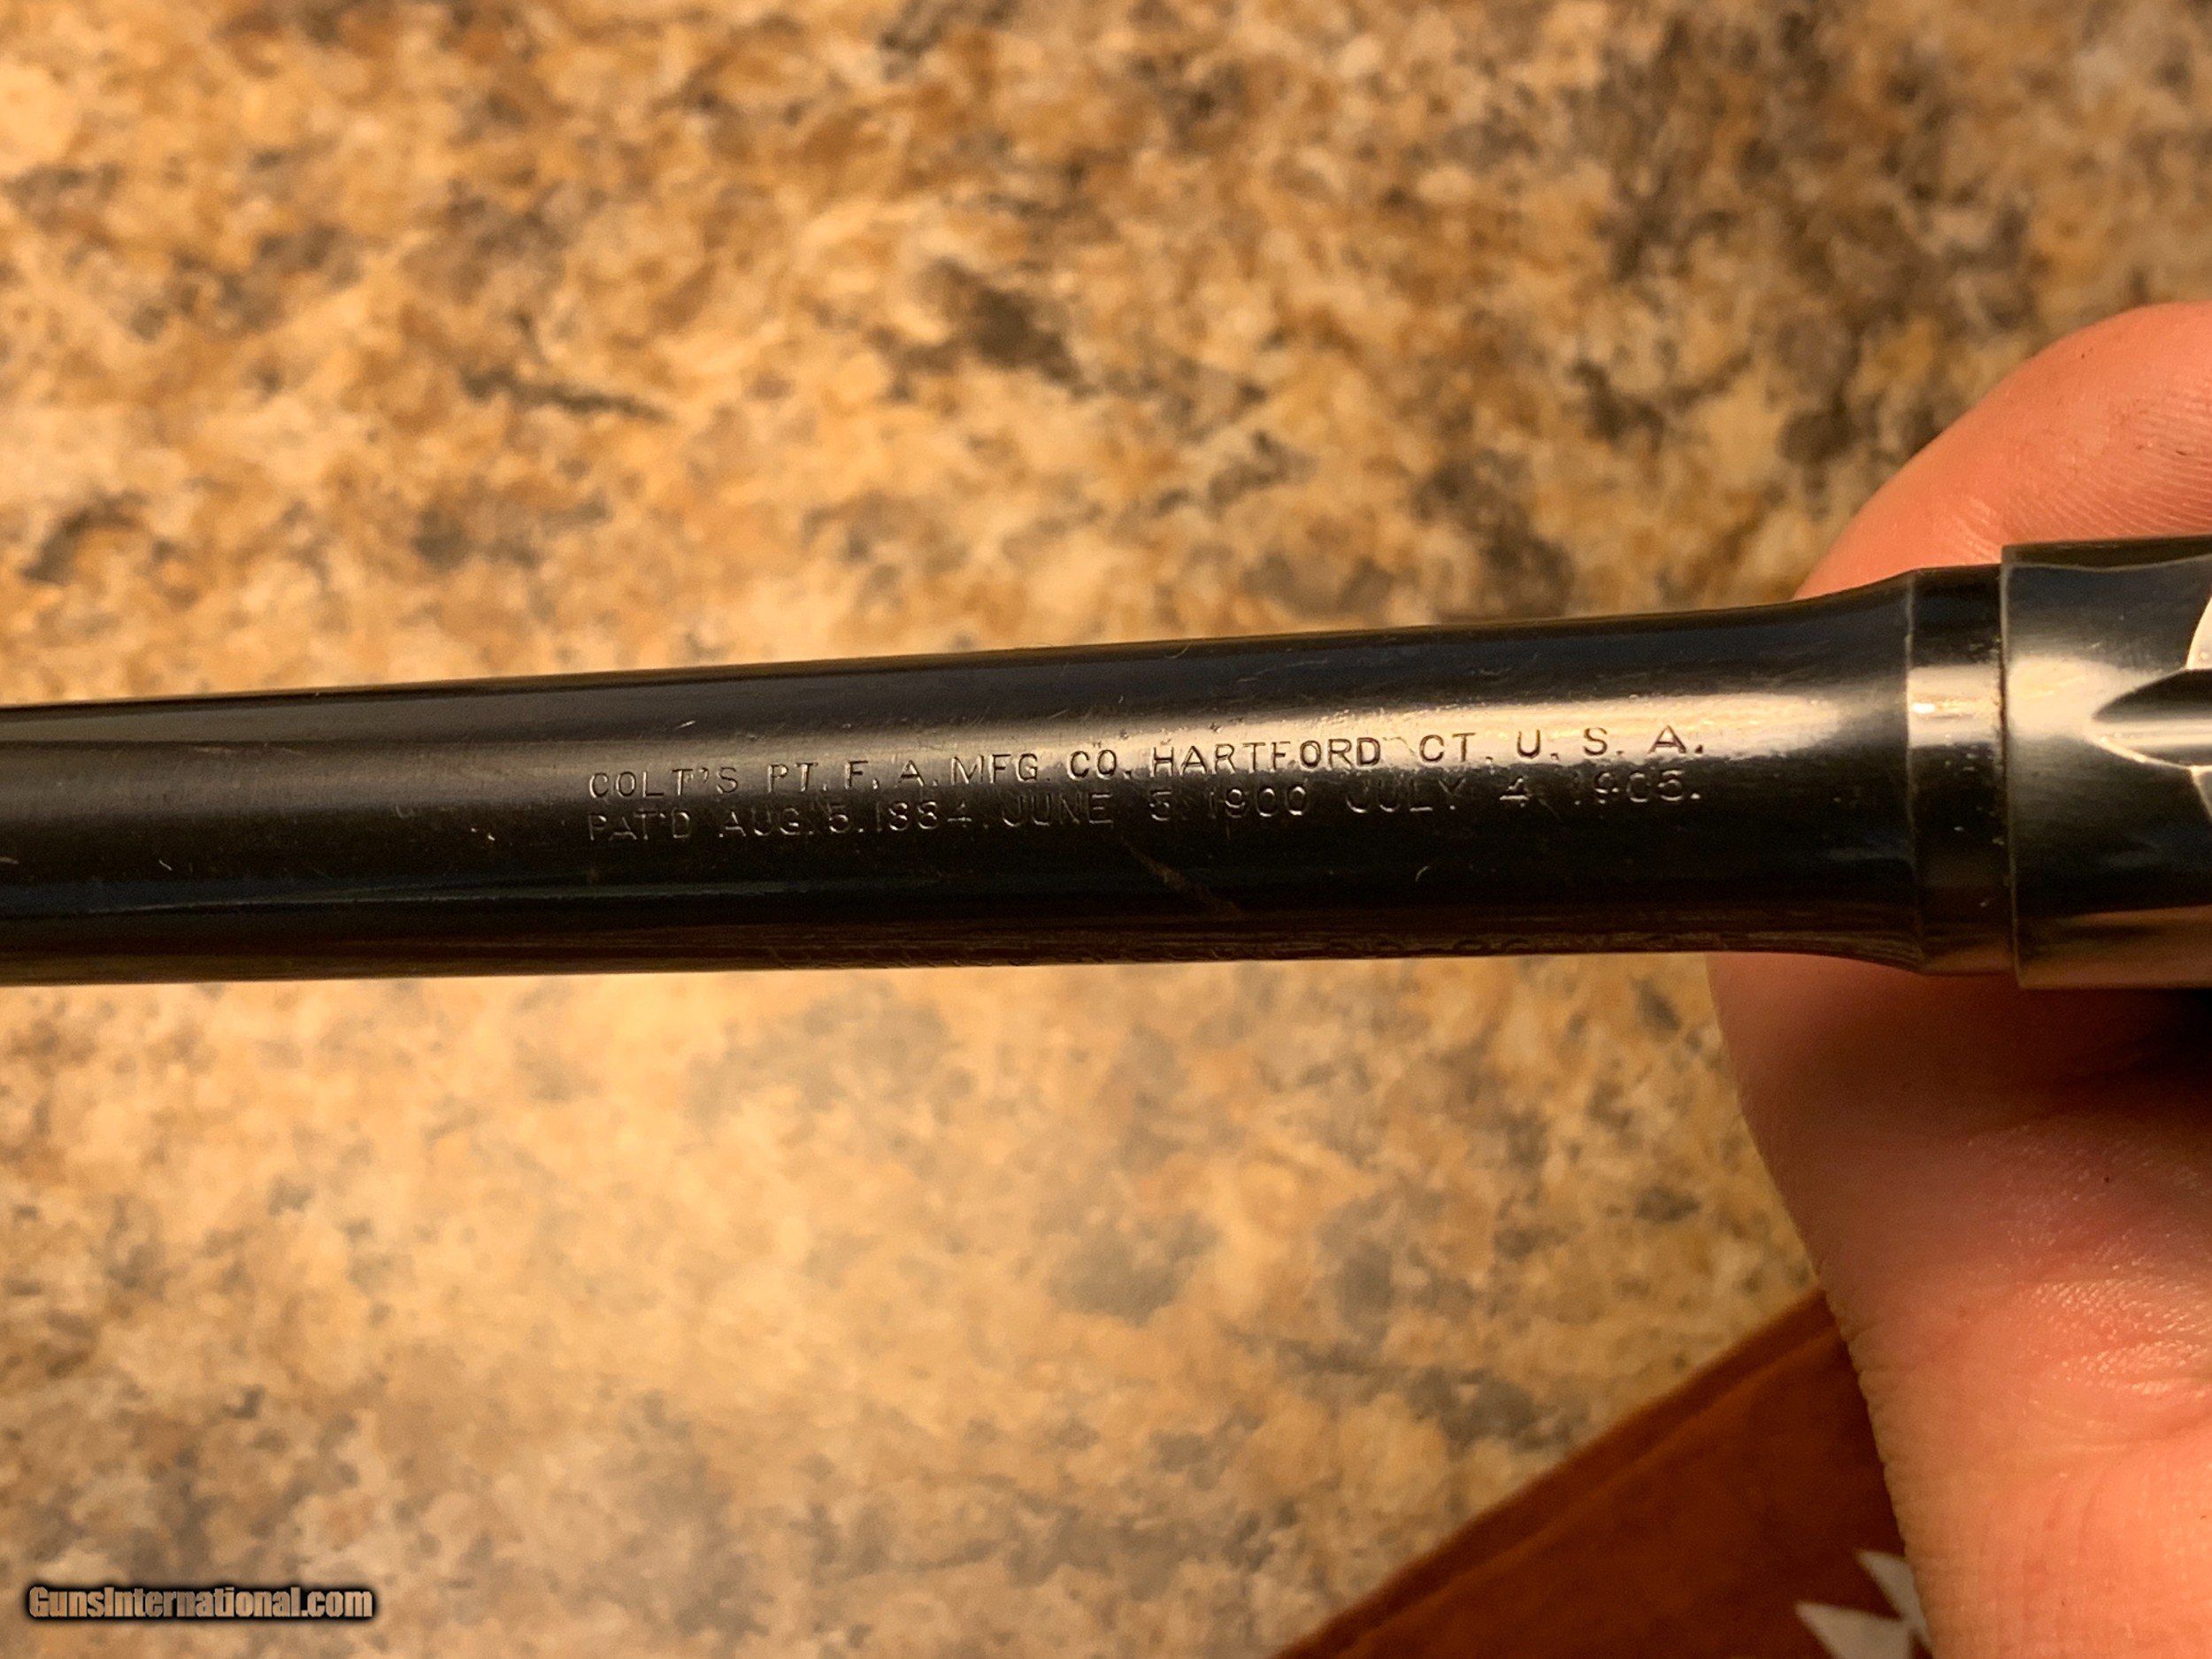 COLT'S PT. F. A. MFG. CO. HARTFORD CT. U. S. A.
PAT'D AUG. 5. 1884. JUNE 5. 1900 JULY 4. 1905.
GunsInternational.com